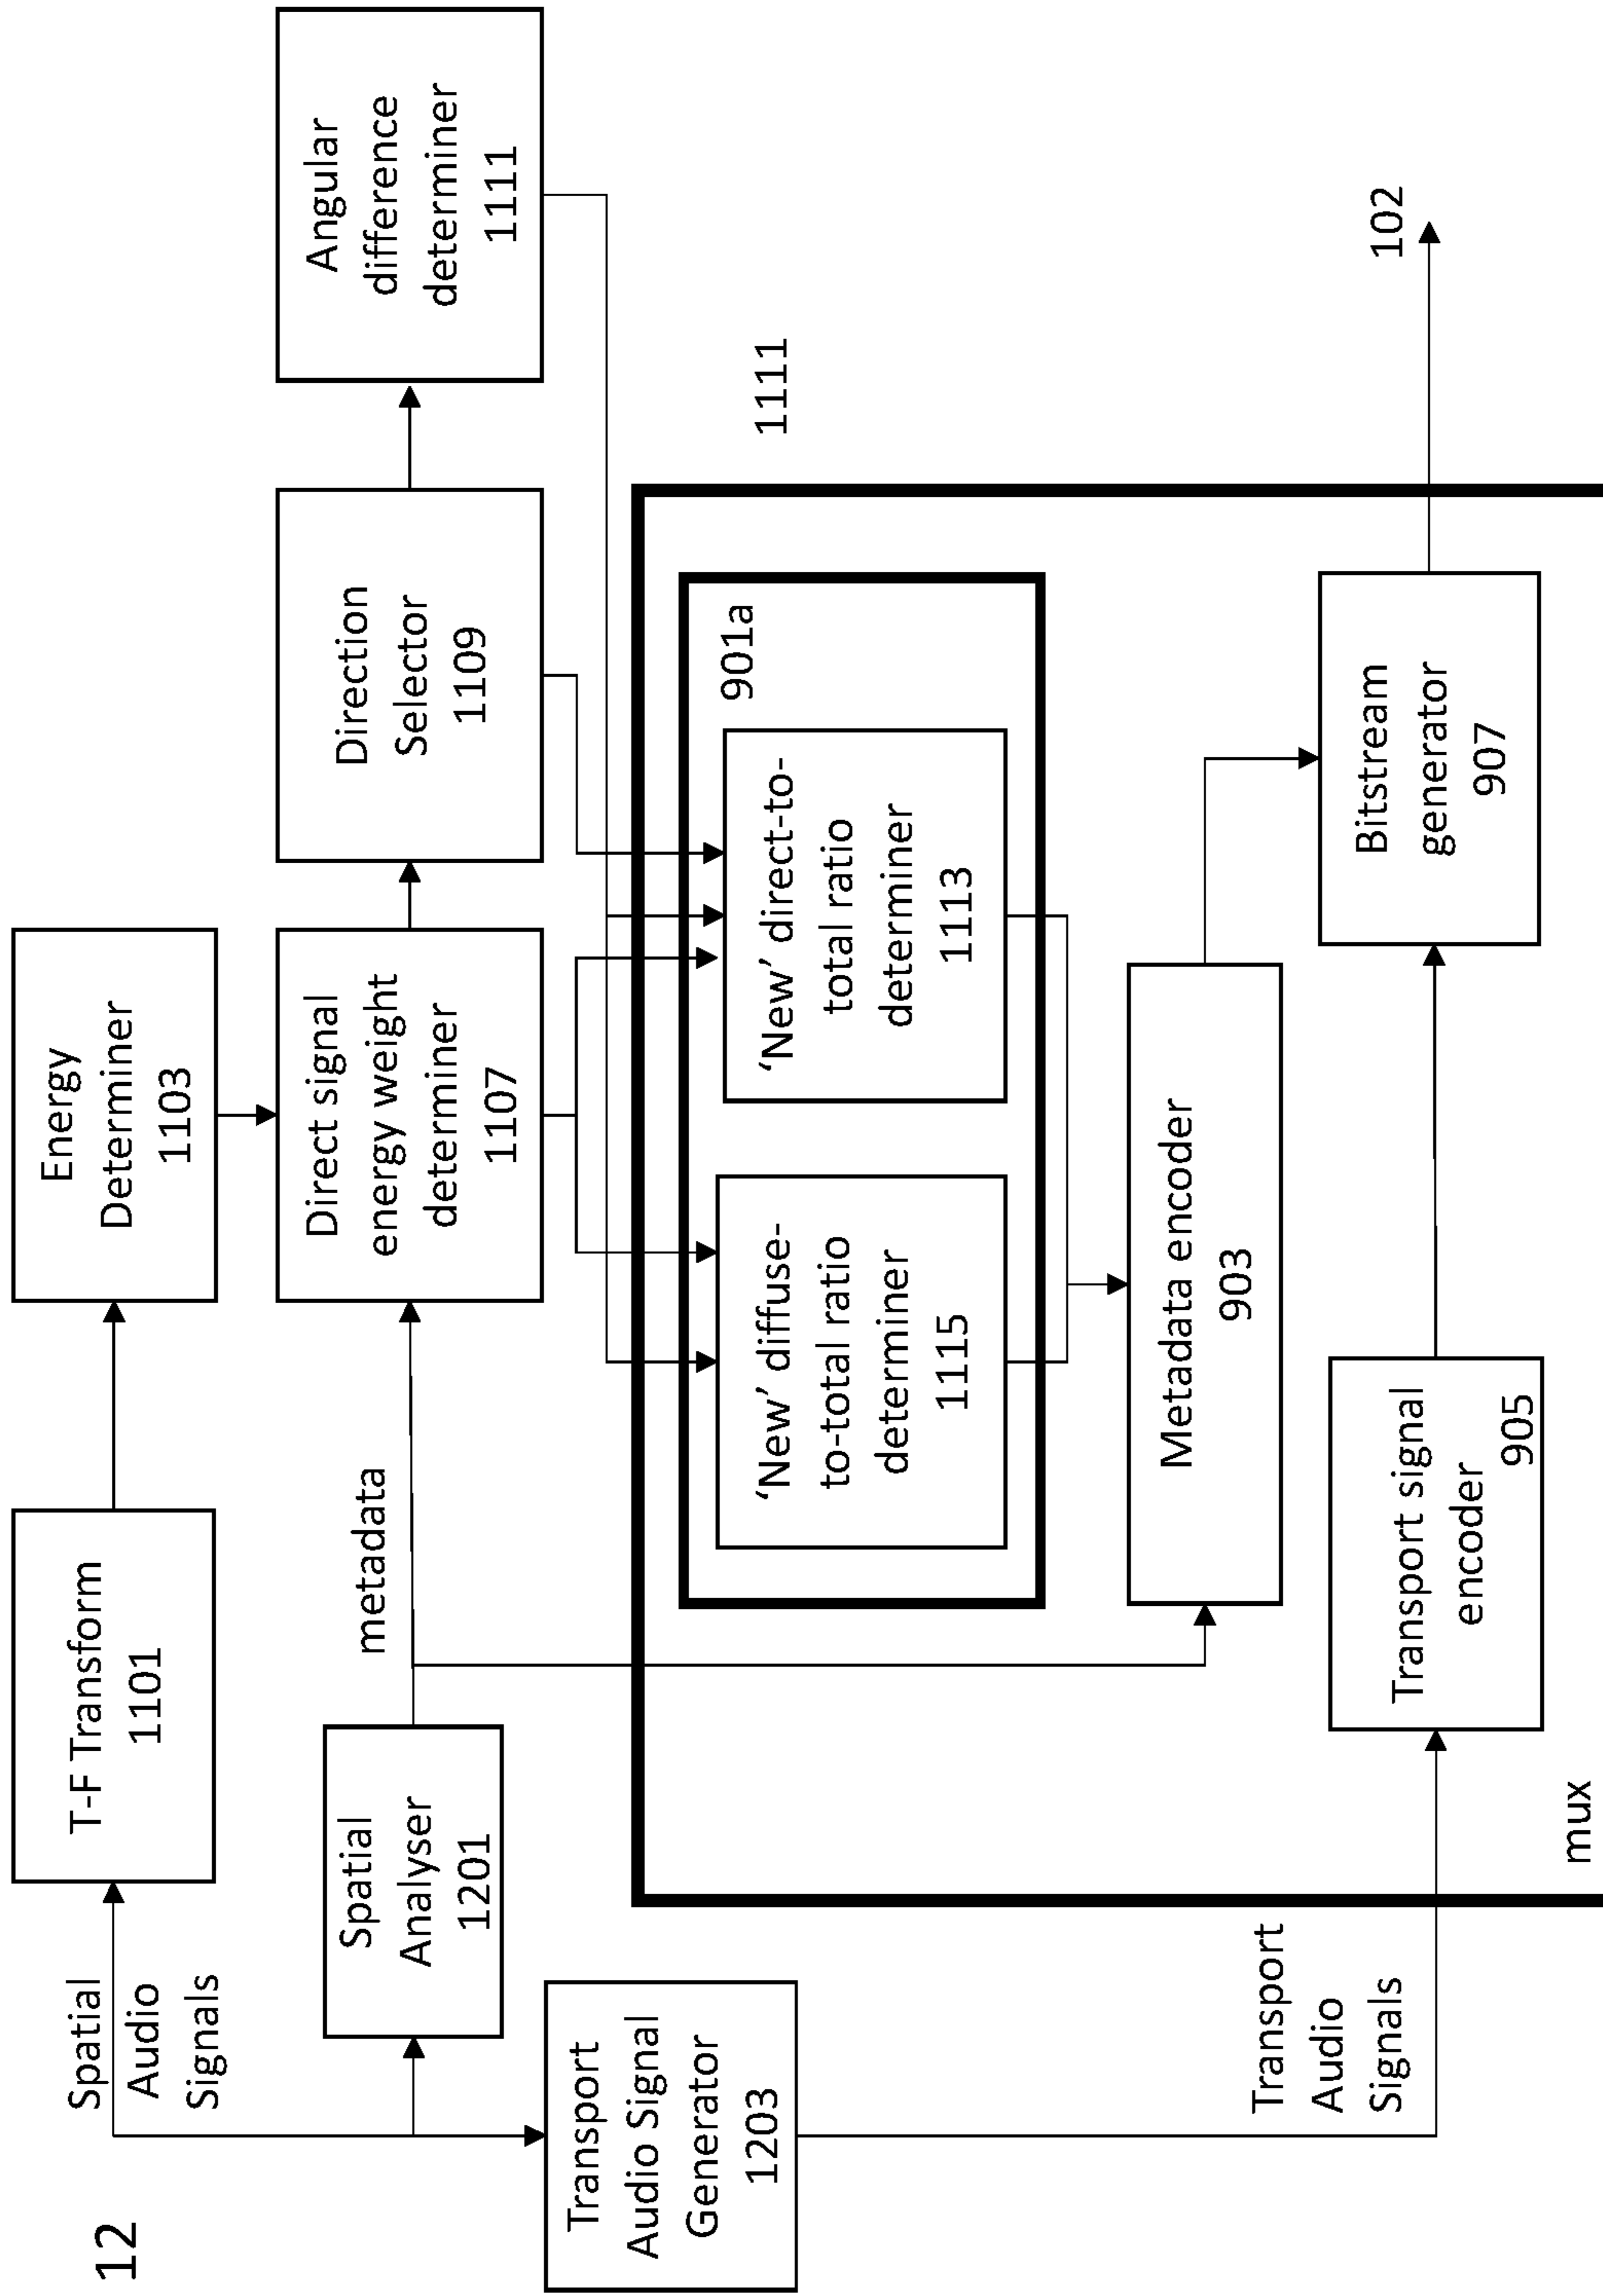 12
Spatial
Audio
Signals
T-F Transform
1101
Energy
Determiner
1103
Spatial
Analyser
1201
metadata
Direct signal
energy weight
determiner
1107
Direction
Selector
1109
Angular
difference
determiner
1111
Transport
Audio Signal
Generator
1203
1111
901a
‘New’ diffuse-
to-total ratio
determiner
1115
‘New’ direct-to-
total ratio
determiner
1113
Metadata encoder
903
Transport
Audio
Signals
Transport signal
encoder
905
Bitstream
generator
907
102
mux